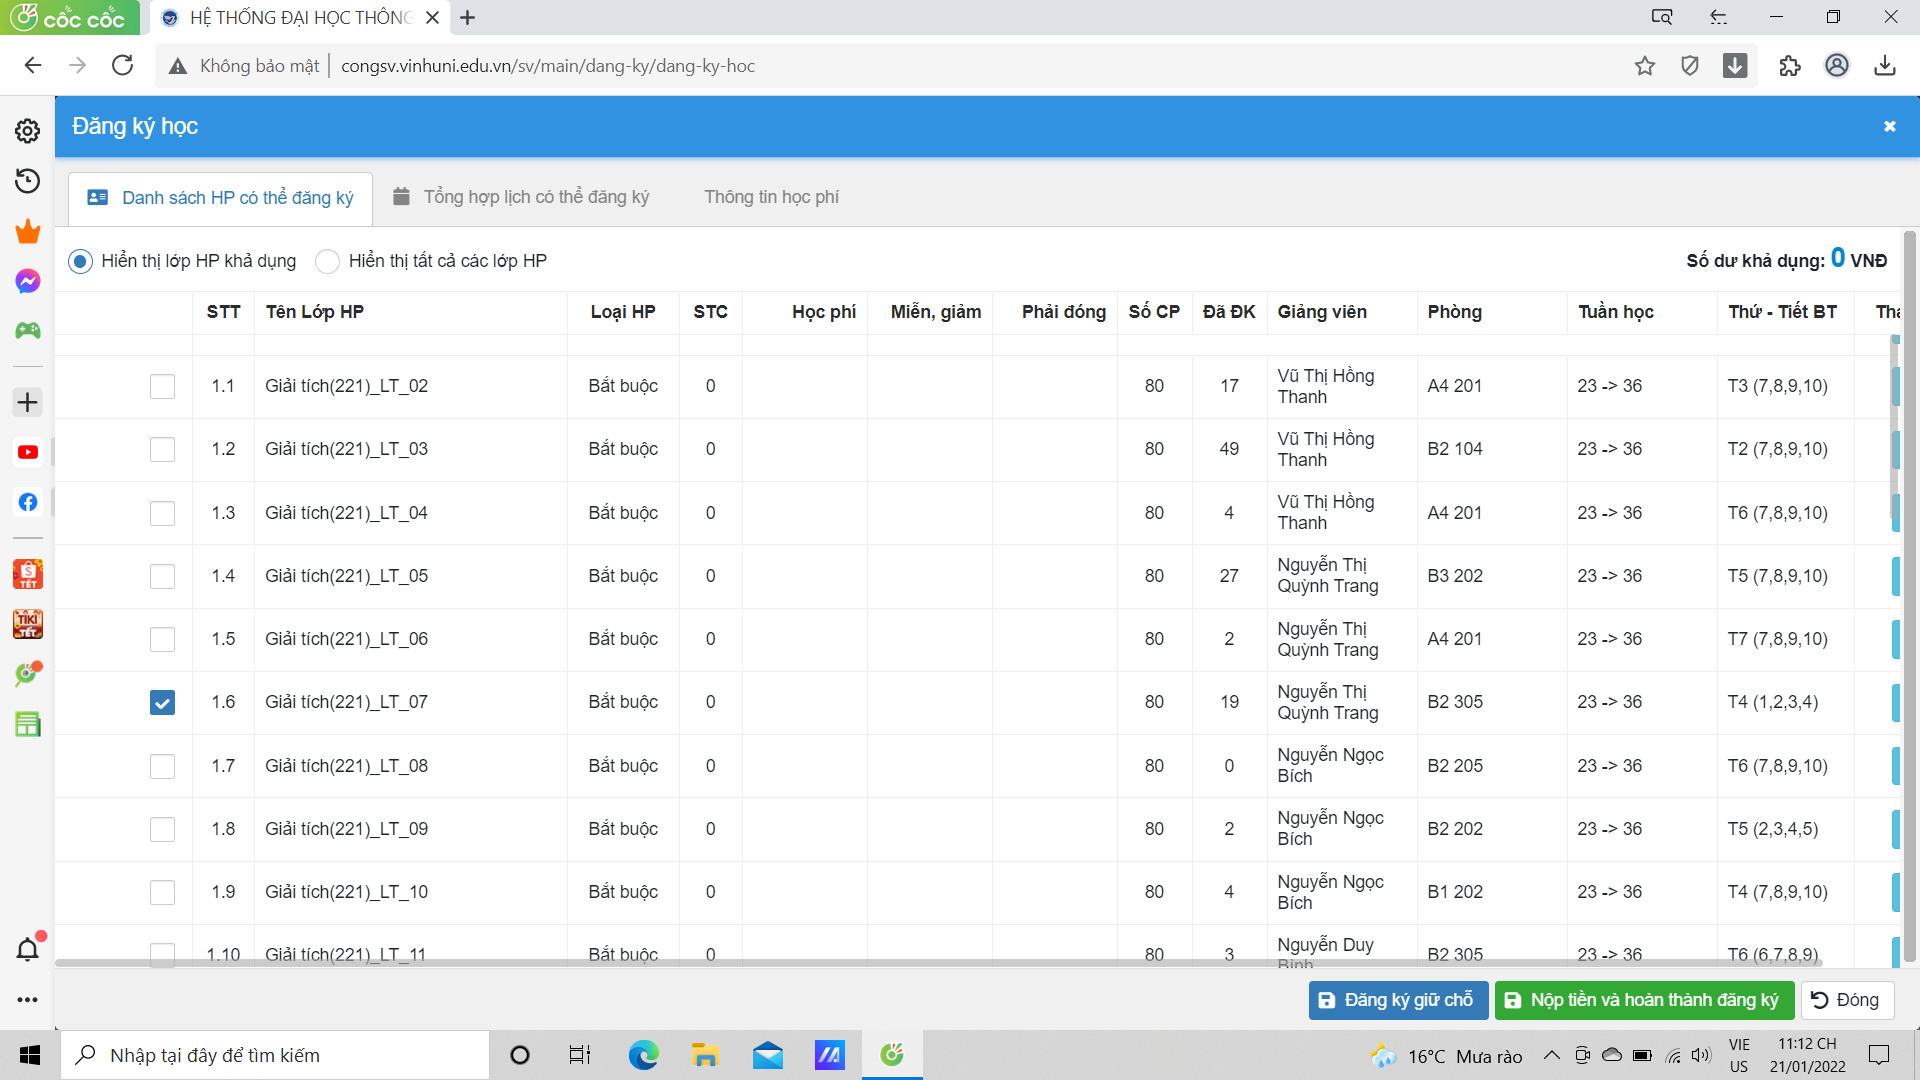 cốc cốc
HỆ THỐNG ĐẠI HỌC THÔNG
Không bảo mật
congsv.vinhuni.edu.vn/sv/main/dang-ky/dang-ky-hoc
Đăng ký học
Danh sách HP có thể đăng ký
Tổng hợp lịch có thể đăng ký
Thông tin học phí
Hiển thị lớp HP khả dụng
Hiển thị tất cả các lớp HP
Số dư khả dụng: 0 VNĐ
STT Tên Lớp HP Loại HP STC Học phí Miễn, giảm Phải đóng Số CP Đã ĐK Giảng viên Phòng Tuần học Thứ - Tiết BT Tha
1.1 Giải tích(221)_LT_02 Bắt buộc 0 80 17 Vũ Thị Hồng Thanh A4 201 23 -> 36 T3 (7,8,9,10)
1.2 Giải tích(221)_LT_03 Bắt buộc 0 80 49 Vũ Thị Hồng Thanh B2 104 23 -> 36 T2 (7,8,9,10)
1.3 Giải tích(221)_LT_04 Bắt buộc 0 80 4 Vũ Thị Hồng Thanh A4 201 23 -> 36 T6 (7,8,9,10)
1.4 Giải tích(221)_LT_05 Bắt buộc 0 80 27 Nguyễn Thị Quỳnh Trang B3 202 23 -> 36 T5 (7,8,9,10)
1.5 Giải tích(221)_LT_06 Bắt buộc 0 80 2 Nguyễn Thị Quỳnh Trang A4 201 23 -> 36 T7 (7,8,9,10)
1.6 Giải tích(221)_LT_07 Bắt buộc 0 80 19 Nguyễn Thị Quỳnh Trang B2 305 23 -> 36 T4 (1,2,3,4)
1.7 Giải tích(221)_LT_08 Bắt buộc 0 80 0 Nguyễn Ngọc Bích B2 205 23 -> 36 T6 (7,8,9,10)
1.8 Giải tích(221)_LT_09 Bắt buộc 0 80 2 Nguyễn Ngọc Bích B2 202 23 -> 36 T5 (2,3,4,5)
1.9 Giải tích(221)_LT_10 Bắt buộc 0 80 4 Nguyễn Ngọc Bích B1 202 23 -> 36 T4 (7,8,9,10)
1.10 Giải tích(221)_LT_11 Bắt buộc 0 80 3 Nguyễn Duy Bình B2 305 23 -> 36 T6 (6,7,8,9)
TẾT
TIKI
TẾT
Đăng ký giữ chỗ
Nộp tiền và hoàn thành đăng ký
Đóng
Nhập tại đây để tìm kiếm
16°C Mưa rào
VIE
US
11:12 CH
21/01/2022